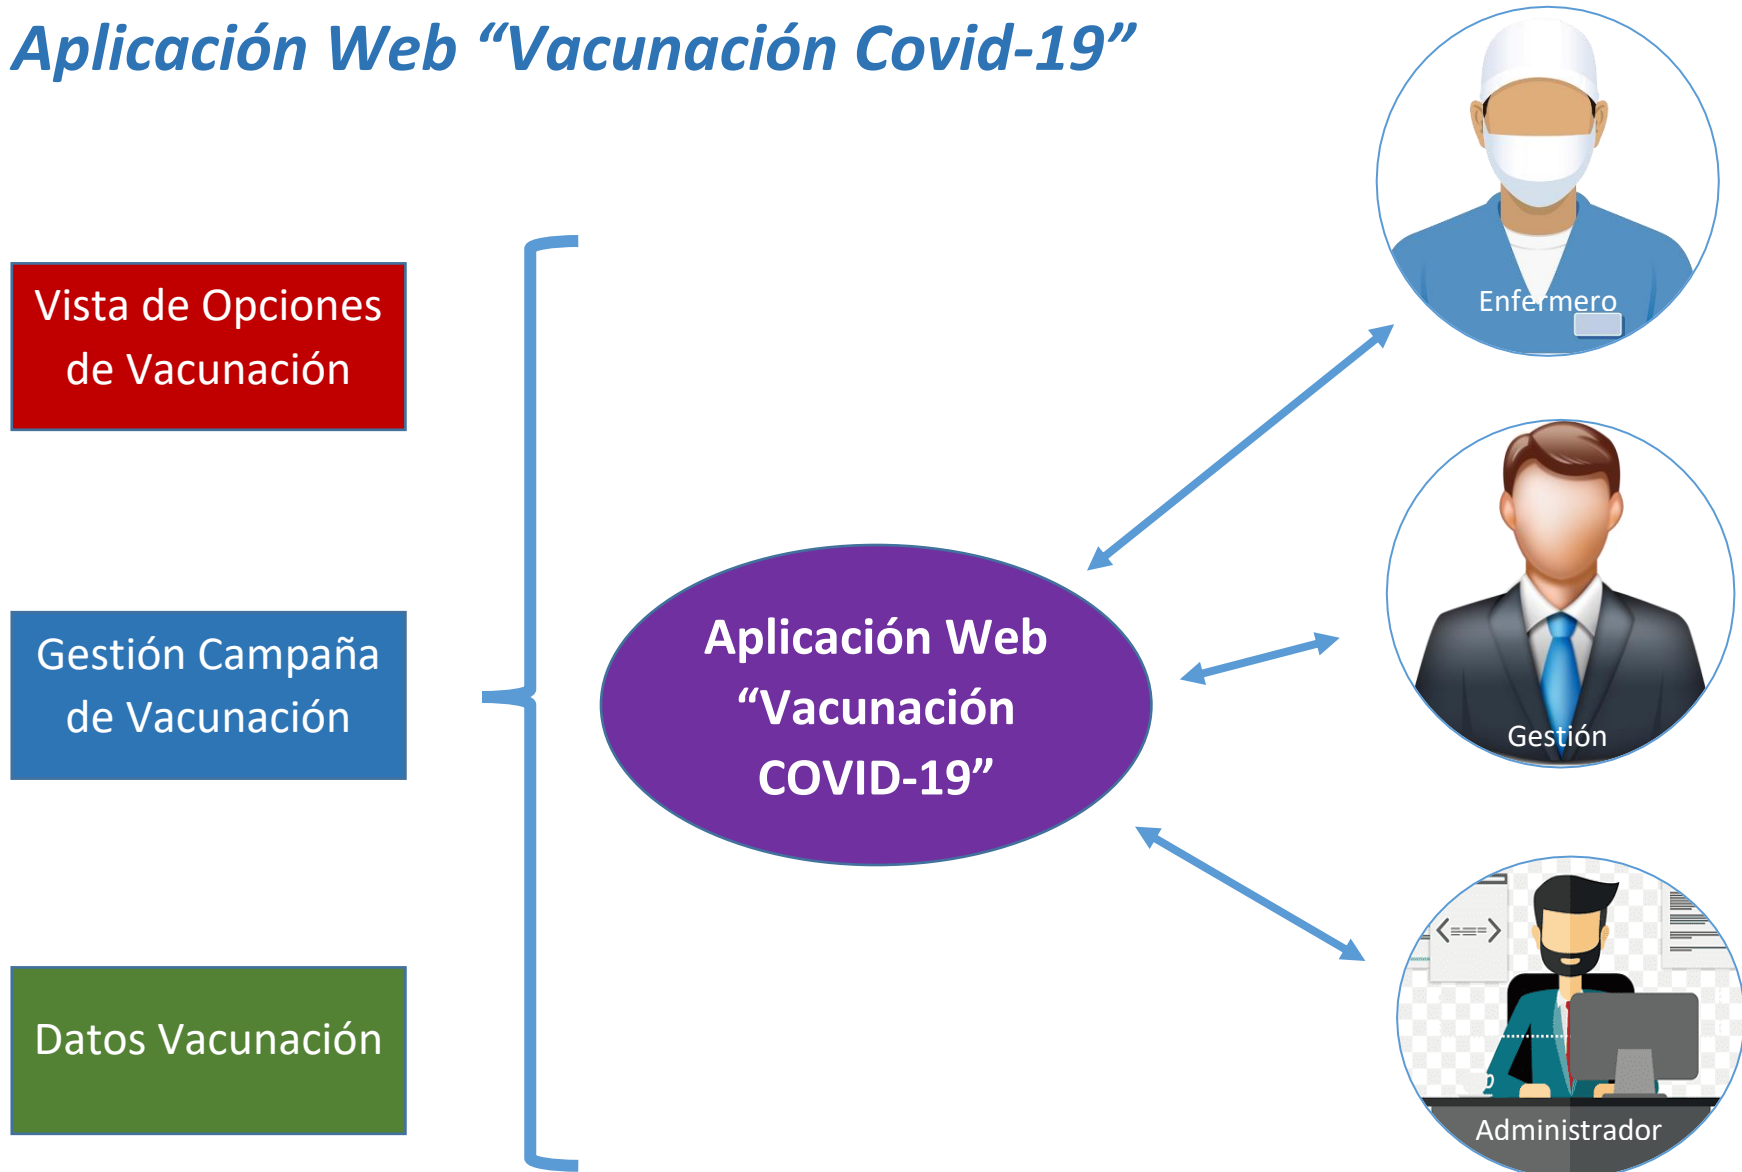 Aplicación Web “Vacunación Covid-19”
Enfermero
Vista de Opciones
de Vacunación
Gestión Campaña
de Vacunación
Aplicación Web
“Vacunación
COVID-19”
Gestión
Datos Vacunación
Administrador